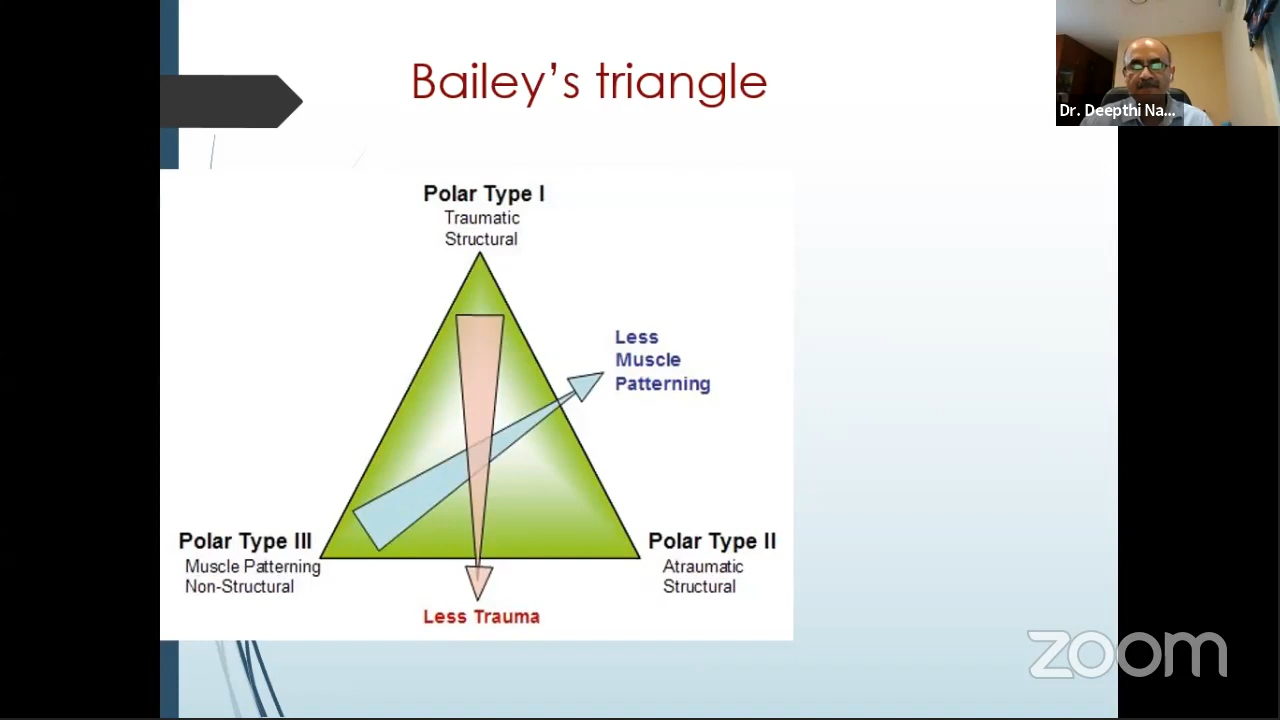 Bailey’s triangle
Dr. Deepthi Na...
Polar Type I
Traumatic
Structural
Less
Muscle
Patterning
Polar Type III
Muscle Patterning
Non-Structural
Polar Type II
Atraumatic
Structural
Less Trauma
zoom